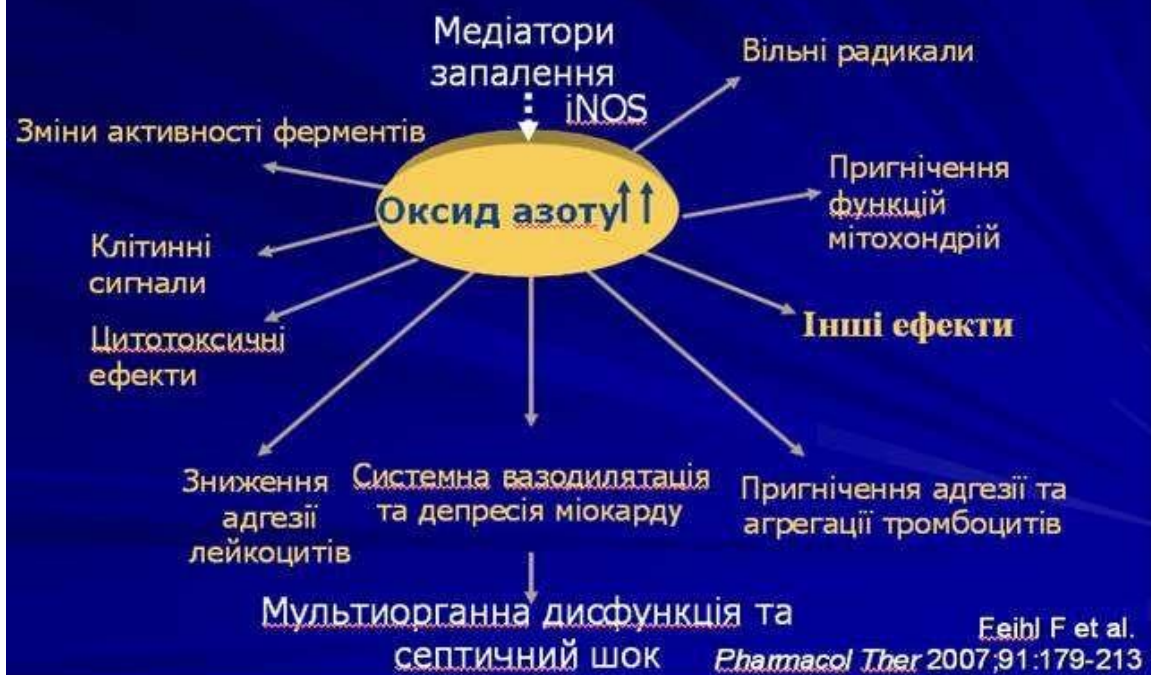 Медіатори
запалення
iNOS
Вільні радикали
Зміни активності ферментів
Оксид азоту
Пригнічення
функцій
мітохондрій
Клітинні
сигнали
Інші ефекти
Цитотоксичні
ефекти
Зниження
адгезії
лейкоцитів
Системна вазодилятація
та депресія міокарду
Пригнічення адгезії та
агрегації тромбоцитів
Мультиорганна дисфункція та
септичний шок
Feihl F et al.
Pharmacol Ther 2007;91:179-213